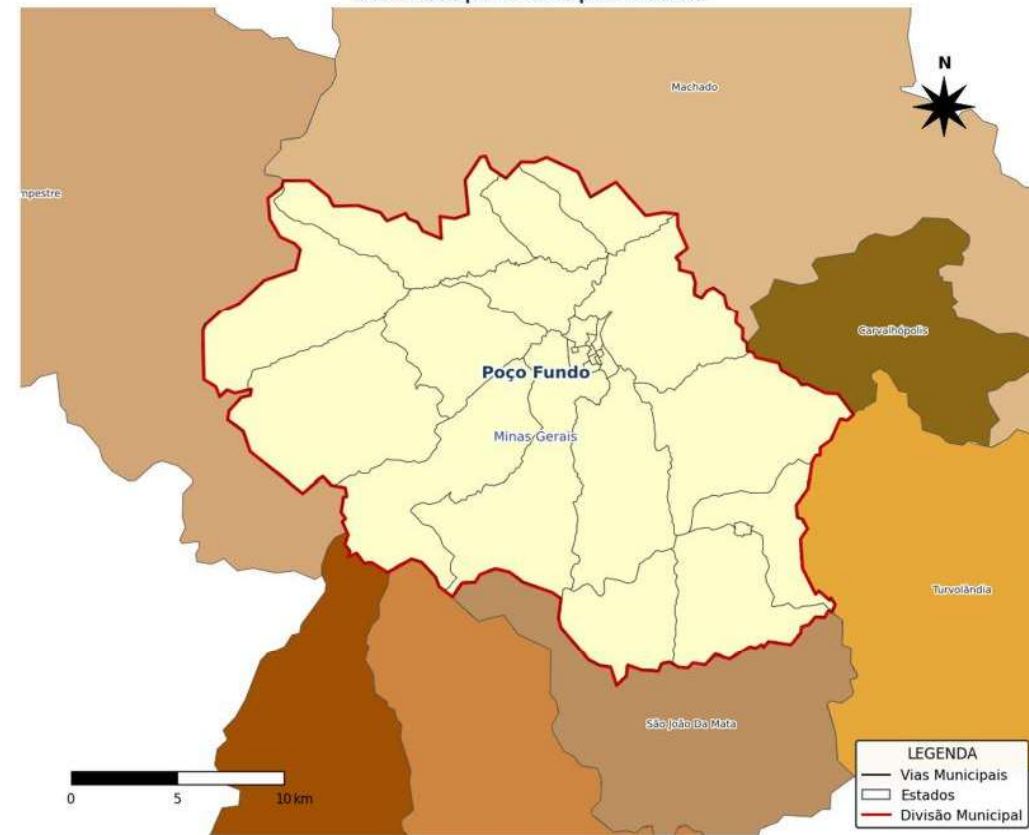 Machado
N
mpestre
Carvalhópolis
Poço Fundo
Minas Gerais
Turvolândia
São João Da Mata
LEGENDA
Vias Municipais
Estados
Divisão Municipal
0 5 10 km